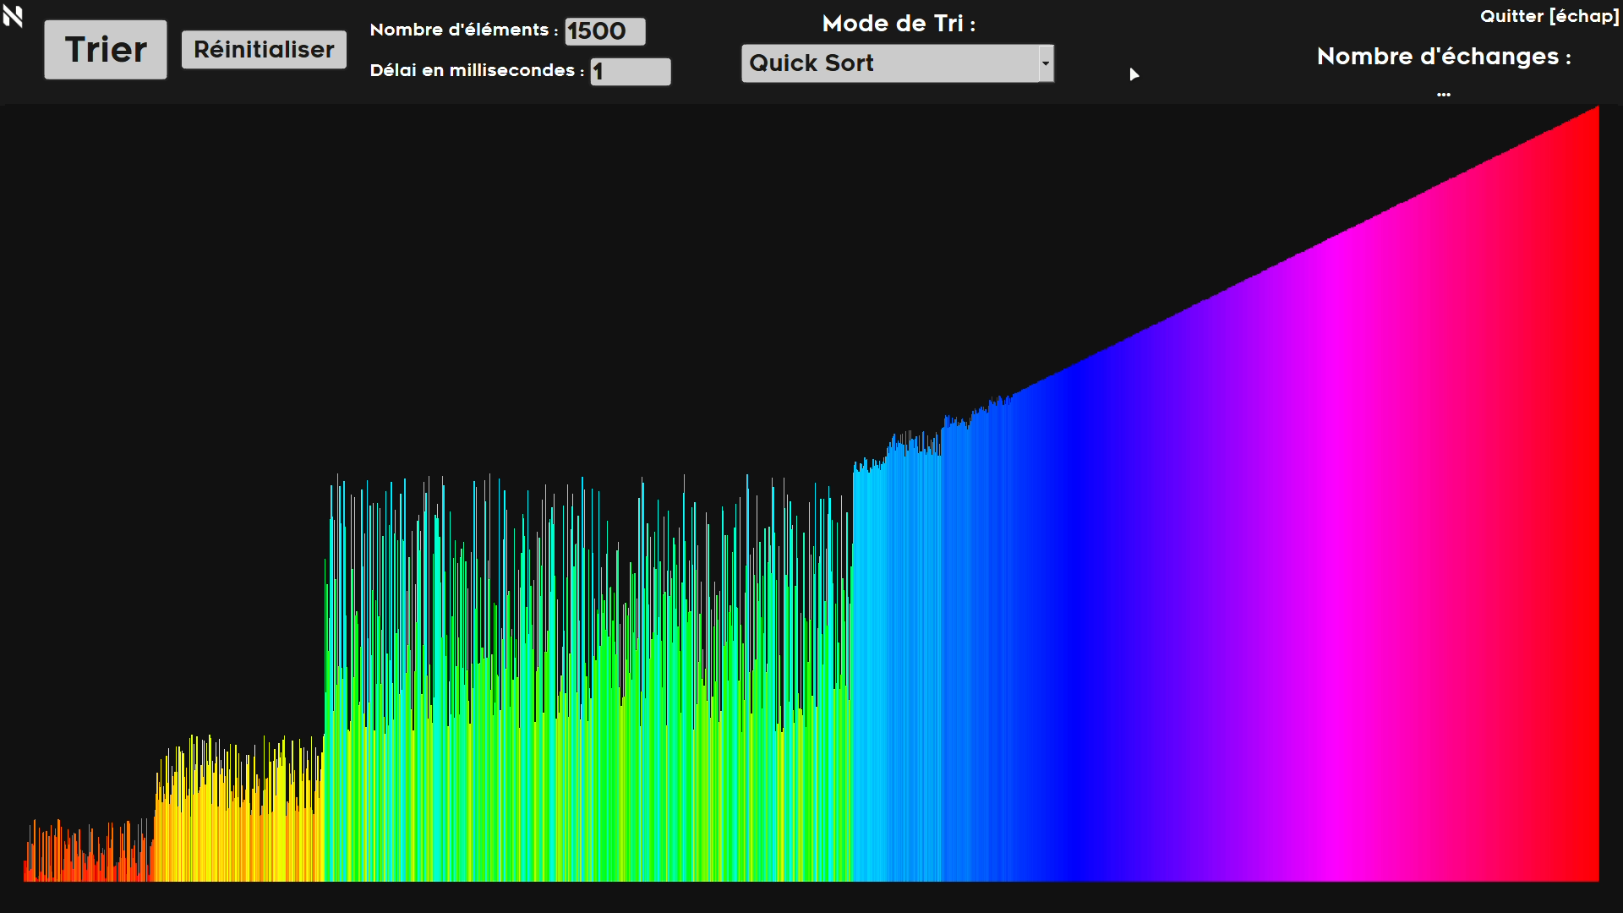 Trier
Réinitialiser
Nombre d'éléments : 1500
Délai en millisecondes : 1
Mode de Tri :
Quick Sort
Quitter [échap]
Nombre d'échanges :
...